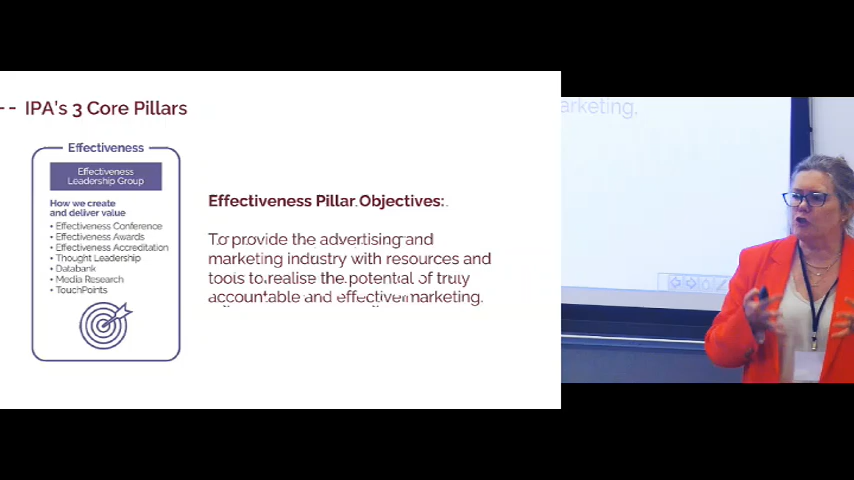 -- IPA's 3 Core Pillars
Effectiveness
Effectiveness
Leadership Group
How we create
and deliver value
• Effectiveness Conference
• Effectiveness Awards
• Effectiveness Accreditation
• Thought Leadership
• Databank
• Media Research
• TouchPoints
Effectiveness Pillar Objectives:
To provide the advertising and
marketing industry with resources and
tools to realise the potential of truly
accountable and effective marketing.
arketing.